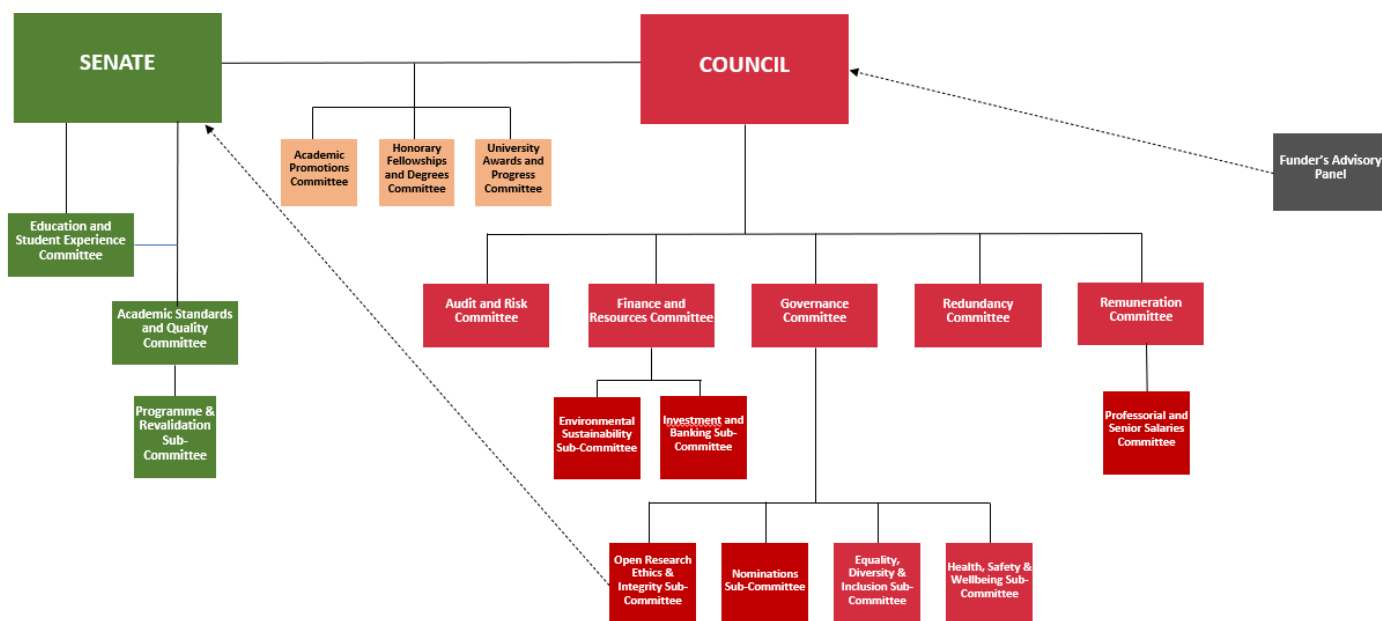 SENATE
COUNCIL
Academic
Promotions
Committee
Honorary
Fellowships
and Degrees
Committee
University
Awards and
Progress
Committee
Funder's Advisory
Panel
Education and
Student Experience
Committee
Academic Standards
and Quality
Committee
Programme &
Revalidation
Sub-
Committee
Audit and Risk
Committee
Finance and
Resources Committee
Governance
Committee
Redundancy
Committee
Remuneration
Committee
Environmental
Sustainability
Sub-Committee
Investment and
Banking Sub-
Committee
Professorial and
Senior Salaries
Committee
Open Research
Ethics &
Integrity Sub-
Committee
Nominations
Sub-Committee
Equality,
Diversity &
Inclusion Sub-
Committee
Health, Safety &
Wellbeing Sub-
Committee